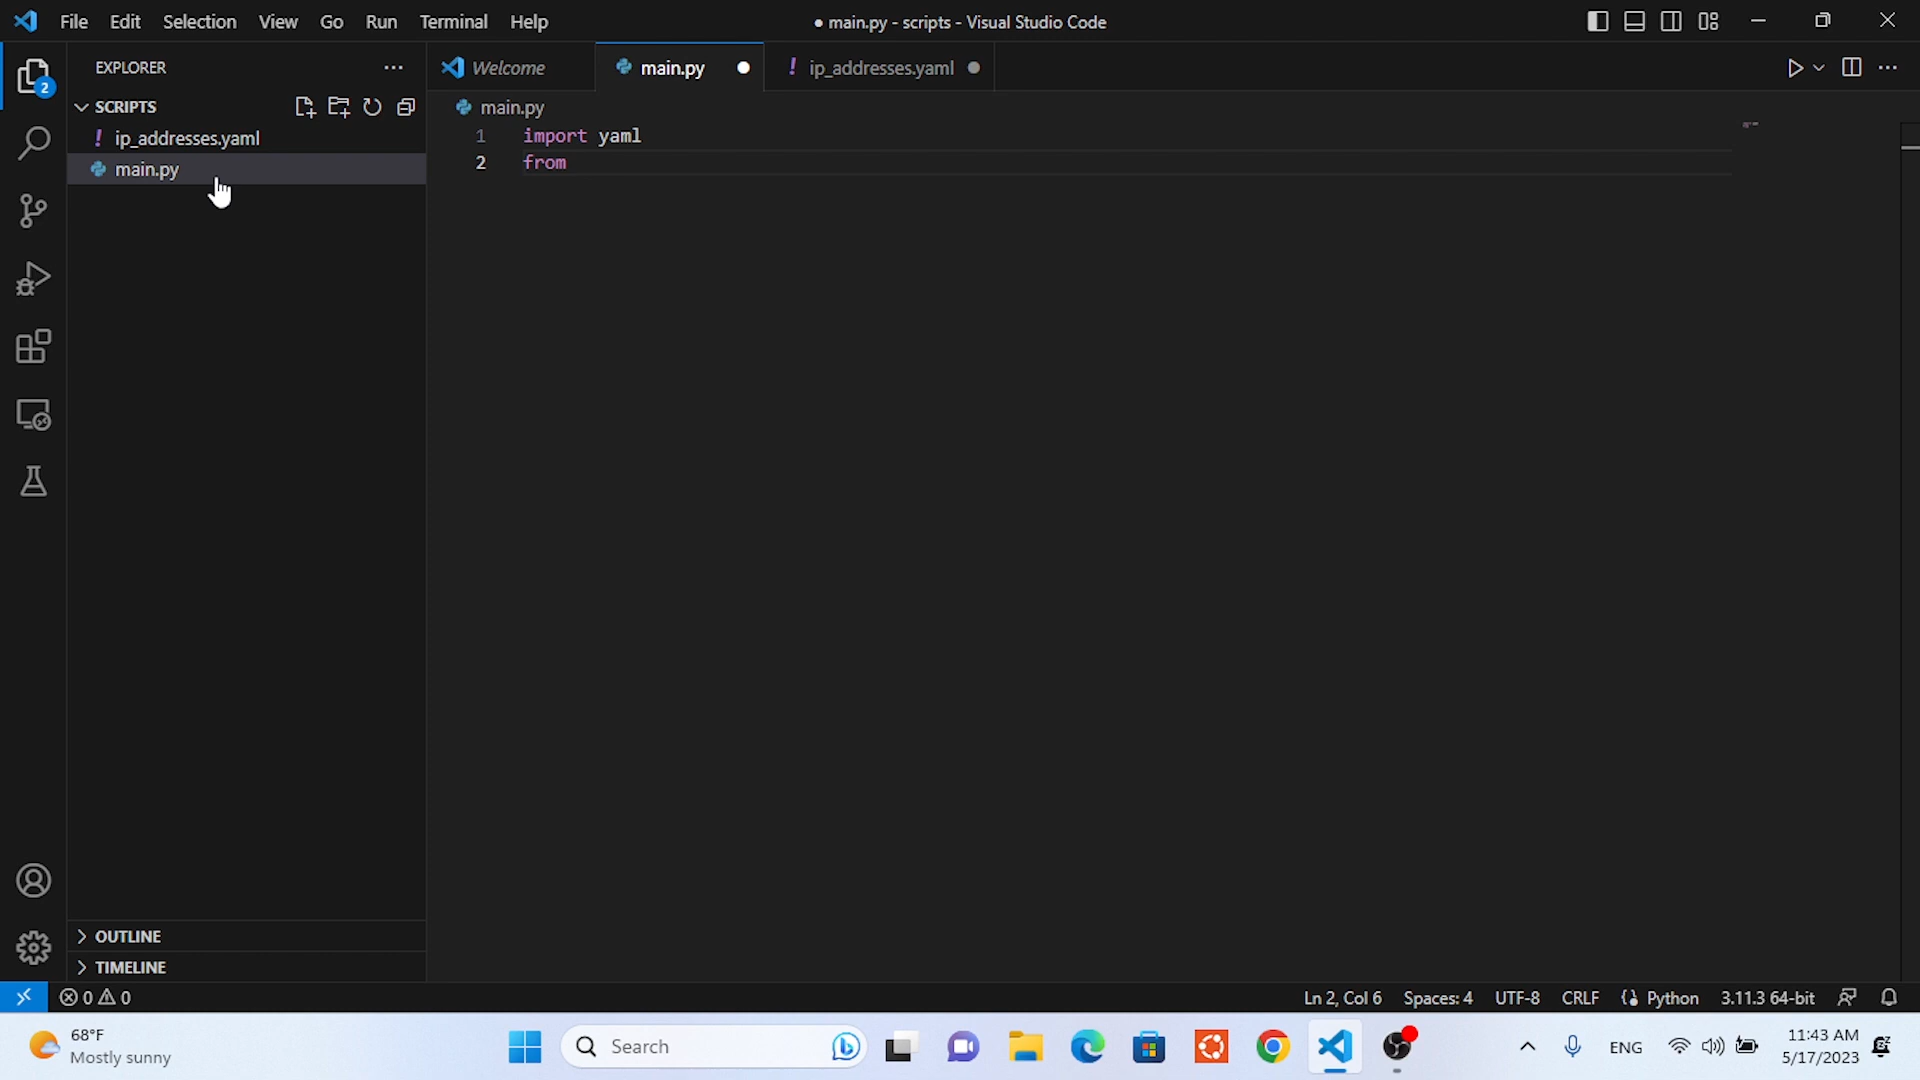 File Edit Selection View Go Run Terminal Help
● main.py - scripts - Visual Studio Code
EXPLORER
Welcome
main.py
! ip_addresses.yaml
2
SCRIPTS
main.py
! ip_addresses.yaml
main.py
1 import yaml
2 from
OUTLINE
TIMELINE
0 0
Ln 2, Col 6 Spaces: 4 UTF-8 CRLF Python 3.11.3 64-bit
68°F
Mostly sunny
Search
ENG
11:43 AM
5/17/2023